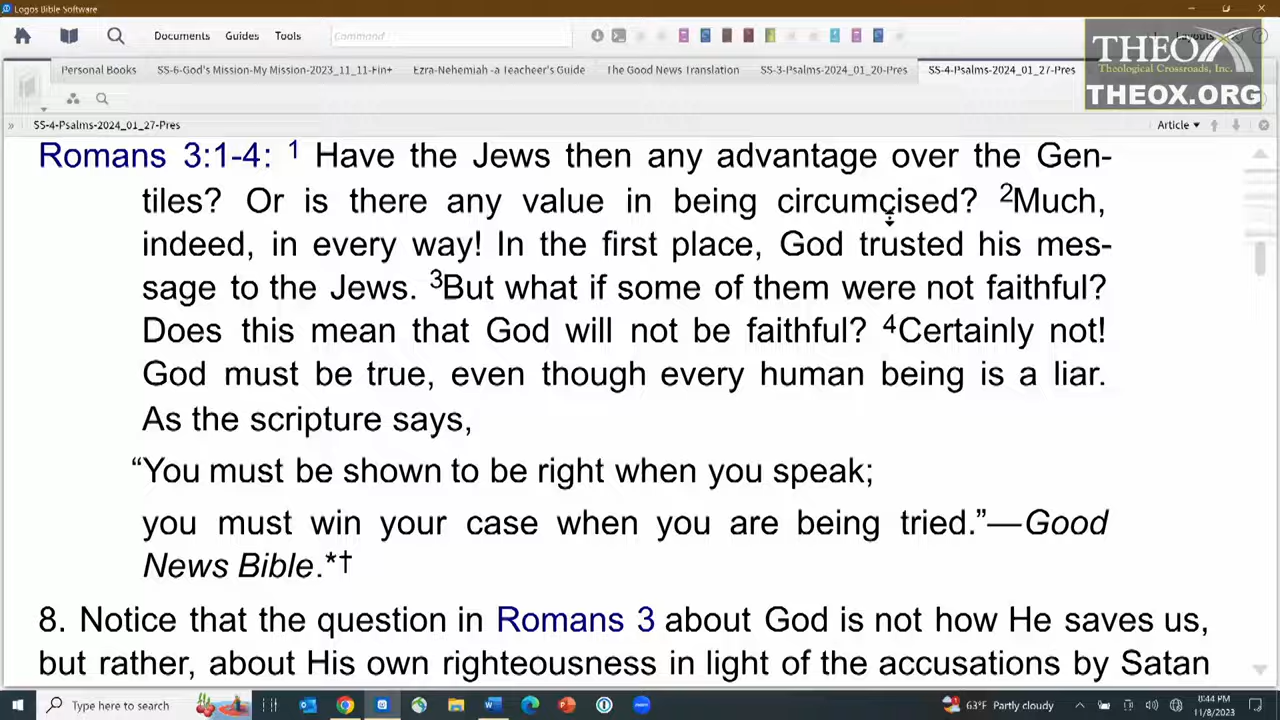 Logos Bible Software
Documents Guides Tools Command
THEOX
Theological Crossroads, Inc.
THEOX.ORG
Personal Books SS-6-God's Mission-My Mission-2023_11_11-Fin+ eacher's Guide The Good News Translation SS-3-Psalms-2024_01_20-Pres SS-4-Psalms-2024_01_27-Pres
» SS-4-Psalms-2024_01_27-Pres Article
Romans 3:1-4: 1 Have the Jews then any advantage over the Gen-
tiles? Or is there any value in being circumcised? 2Much,
indeed, in every way! In the first place, God trusted his mes-
sage to the Jews. 3But what if some of them were not faithful?
Does this mean that God will not be faithful? 4Certainly not!
God must be true, even though every human being is a liar.
As the scripture says,
“You must be shown to be right when you speak;
you must win your case when you are being tried.”—Good
News Bible.*†
8. Notice that the question in Romans 3 about God is not how He saves us,
but rather, about His own righteousness in light of the accusations by Satan
Type here to search
63°F Partly cloudy
8:44 PM
11/8/2023